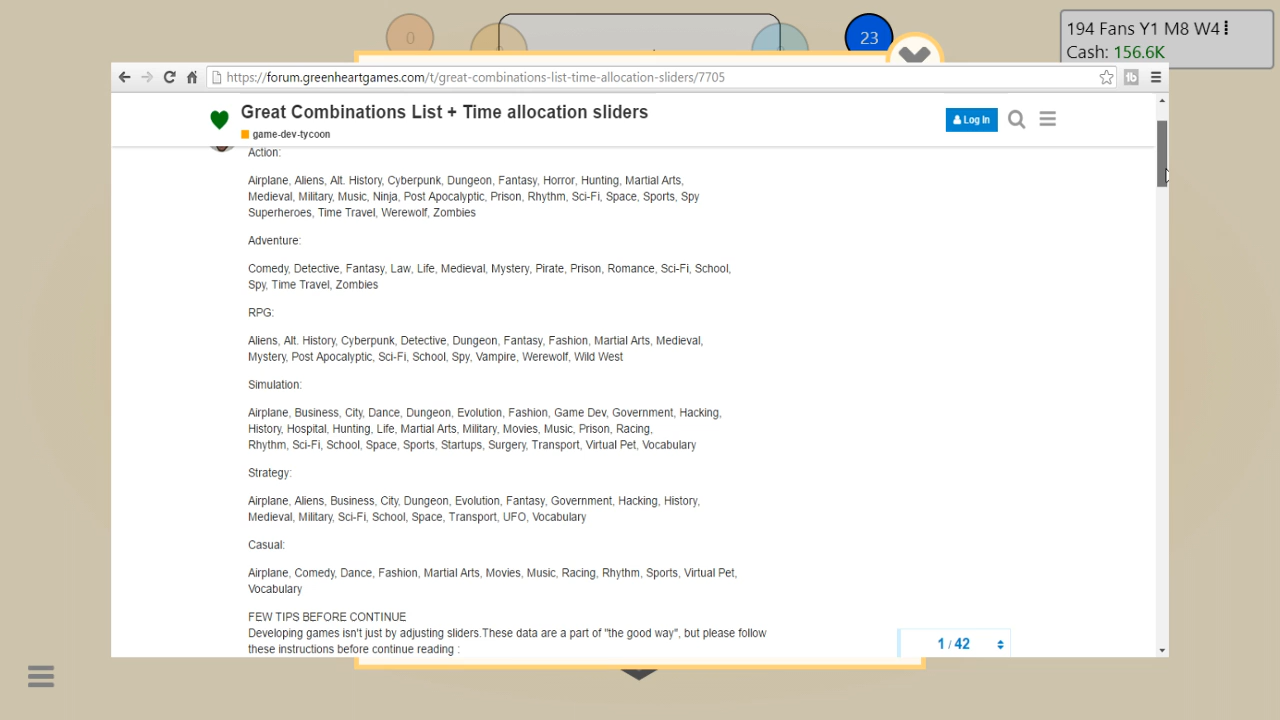 0
23
194 Fans Y1 M8 W4
Cash: 156.6K
https://forum.greenheartgames.com/t/great-combinations-list-time-allocation-sliders/7705
Great Combinations List + Time allocation sliders
game-dev-tycoon
Log In
Action:
Airplane, Aliens, Alt. History, Cyberpunk, Dungeon, Fantasy, Horror, Hunting, Martial Arts,
Medieval, Military, Music, Ninja, Post Apocalyptic, Prison, Rhythm, Sci-Fi, Space, Sports, Spy
Superheroes, Time Travel, Werewolf, Zombies
Adventure:
Comedy, Detective, Fantasy, Law, Life, Medieval, Mystery, Pirate, Prison, Romance, Sci-Fi, School,
Spy, Time Travel, Zombies
RPG:
Aliens, Alt. History, Cyberpunk, Detective, Dungeon, Fantasy, Fashion, Martial Arts, Medieval,
Mystery, Post Apocalyptic, Sci-Fi, School, Spy, Vampire, Werewolf, Wild West
Simulation:
Airplane, Business, City, Dance, Dungeon, Evolution, Fashion, Game Dev, Government, Hacking,
History, Hospital, Hunting, Life, Martial Arts, Military, Movies, Music, Prison, Racing,
Rhythm, Sci-Fi, School, Space, Sports, Startups, Surgery, Transport, Virtual Pet, Vocabulary
Strategy:
Airplane, Aliens, Business, City, Dungeon, Evolution, Fantasy, Government, Hacking, History,
Medieval, Military, Sci-Fi, School, Space, Transport, UFO, Vocabulary
Casual:
Airplane, Comedy, Dance, Fashion, Martial Arts, Movies, Music, Racing, Rhythm, Sports, Virtual Pet,
Vocabulary
FEW TIPS BEFORE CONTINUE
Developing games isn't just by adjusting sliders.These data are a part of "the good way", but please follow
these instructions before continue reading :
1 / 42